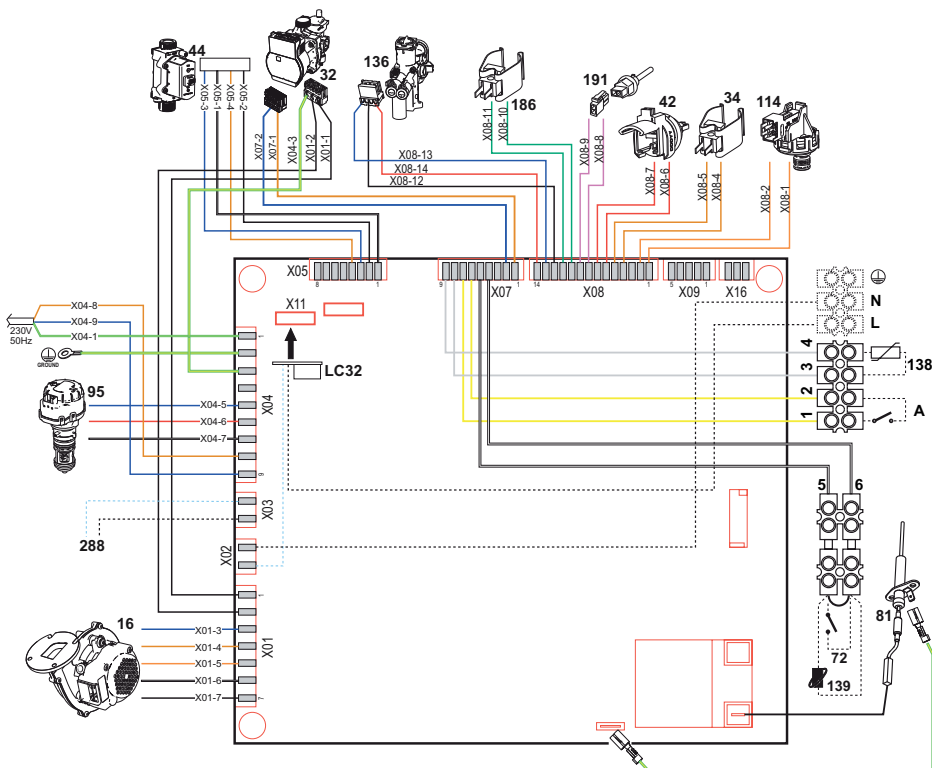 44
32
136
186
191
42
34
114
X05-3
X05-1
X05-4
X05-2
X07-2
X07-1
X04-3
X01-2
X01-1
X08-13
X08-14
X08-12
X08-11
X08-10
X08-9
X08-8
X08-7
X08-6
X08-5
X08-4
X08-2
X08-1
X05
8
1
9
X07
1
14
X08
1
5
X09
1
X16
X11
LC32
X04-8
X04-9
X04-1
230V
50Hz
GROUND
1
X04
9
95
X04-5
X04-6
X04-7
288
X03
X02
1
X01
7
16
X01-3
X01-4
X01-5
X01-6
X01-7
N
L
4
3
2
1
138
A
5
6
72
139
81